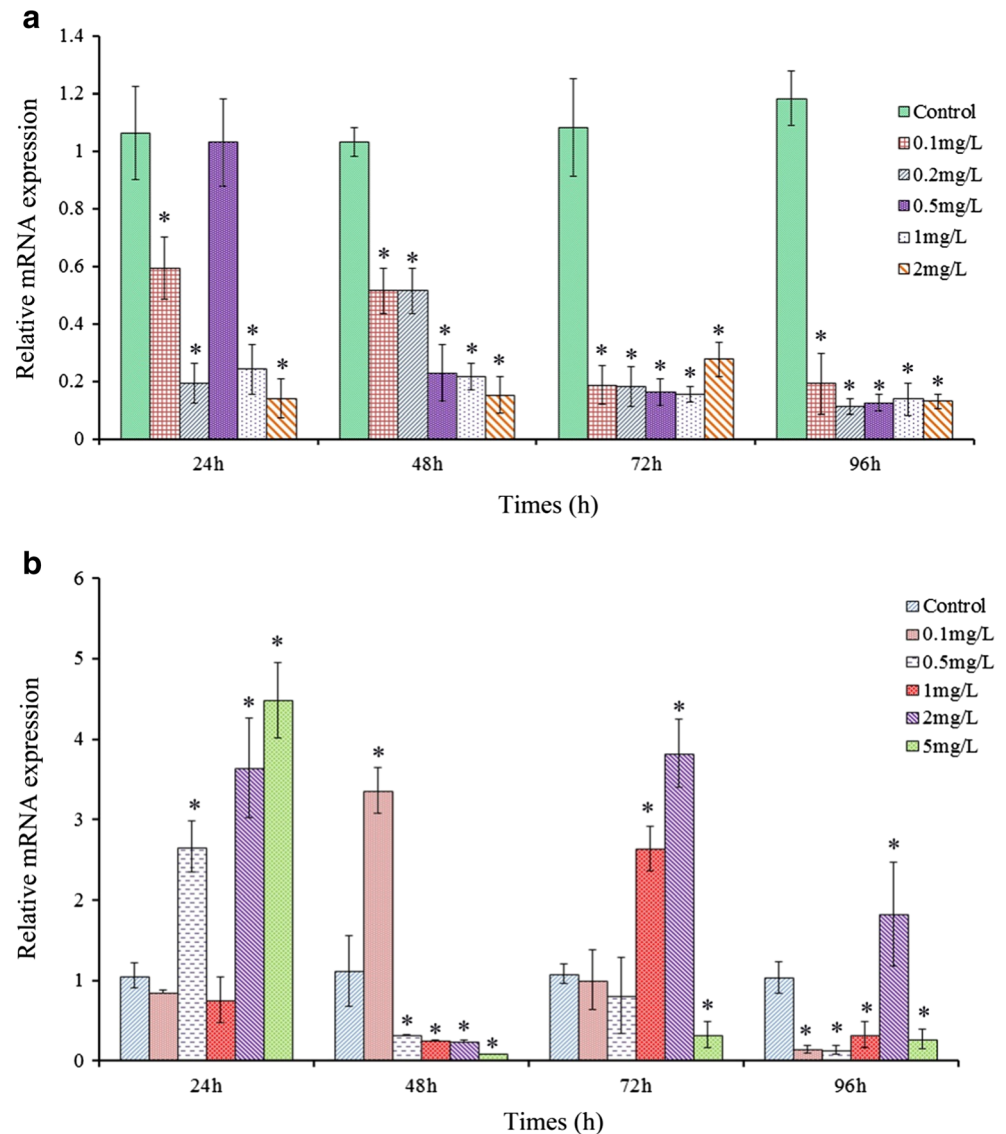 a
Relative mRNA expression
1.4
1.2
1
0.8
0.6
0.4
0.2
0
* * * *
* * * * *
* * * * *
* * * * *
24h 48h 72h 96h
Times (h)
Control
0.1mg/L
0.2mg/L
0.5mg/L
1mg/L
2mg/L
b
Relative mRNA expression
6
5
4
3
2
1
0
* * *
* * * * *
* * *
* * * * *
24h 48h 72h 96h
Times (h)
Control
0.1mg/L
0.5mg/L
1mg/L
2mg/L
5mg/L